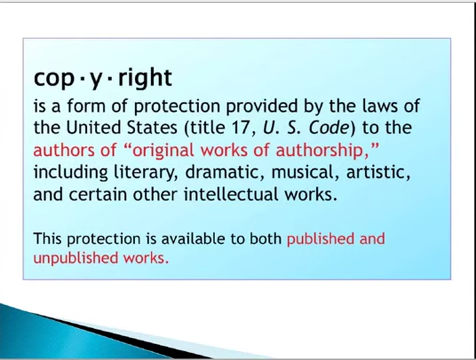 cop·y·right
is a form of protection provided by the laws of
the United States (title 17, U. S. Code) to the
authors of “original works of authorship,”
including literary, dramatic, musical, artistic,
and certain other intellectual works.
This protection is available to both published and
unpublished works.